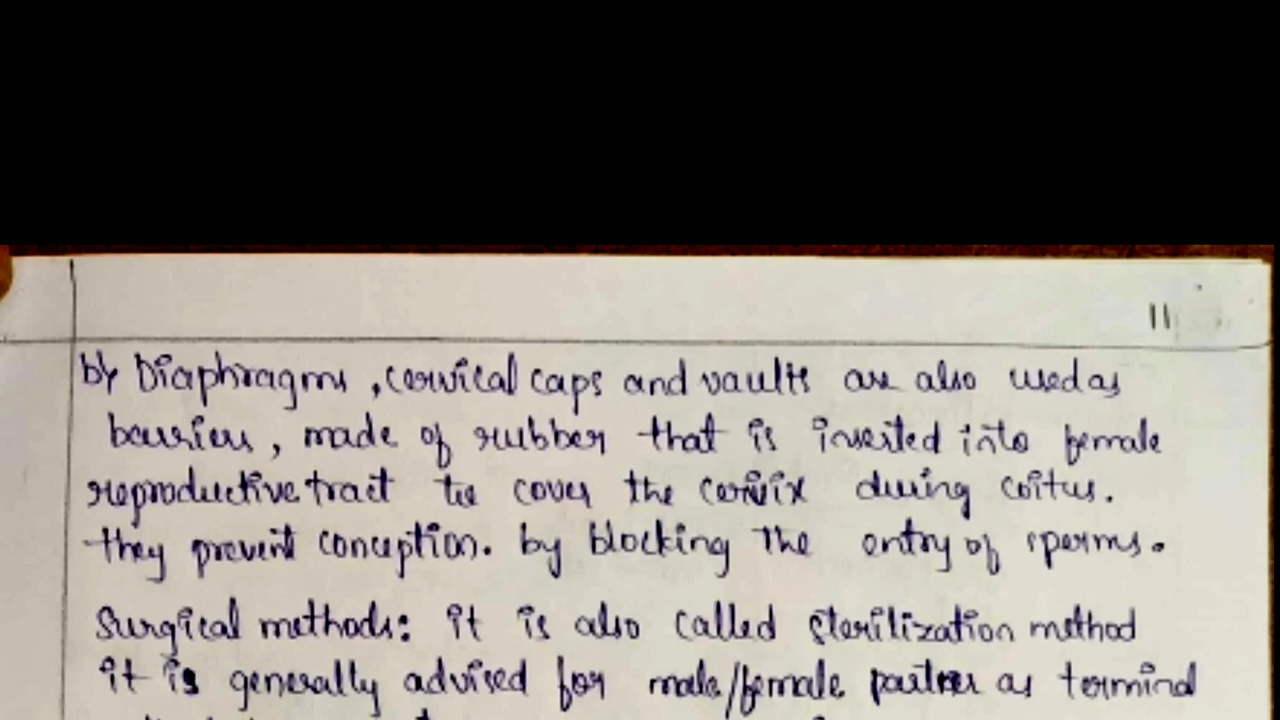 11
by Diaphragms , cervical caps and vaults are also used as
barriers , made of rubber that is inserted into female
reproductive tract to cover the cervix during coitus.
they prevent conception. by blocking the entry of sperms.
Surgical methods: it is also called sterilization method
it is generally advised for male/female partner as termind